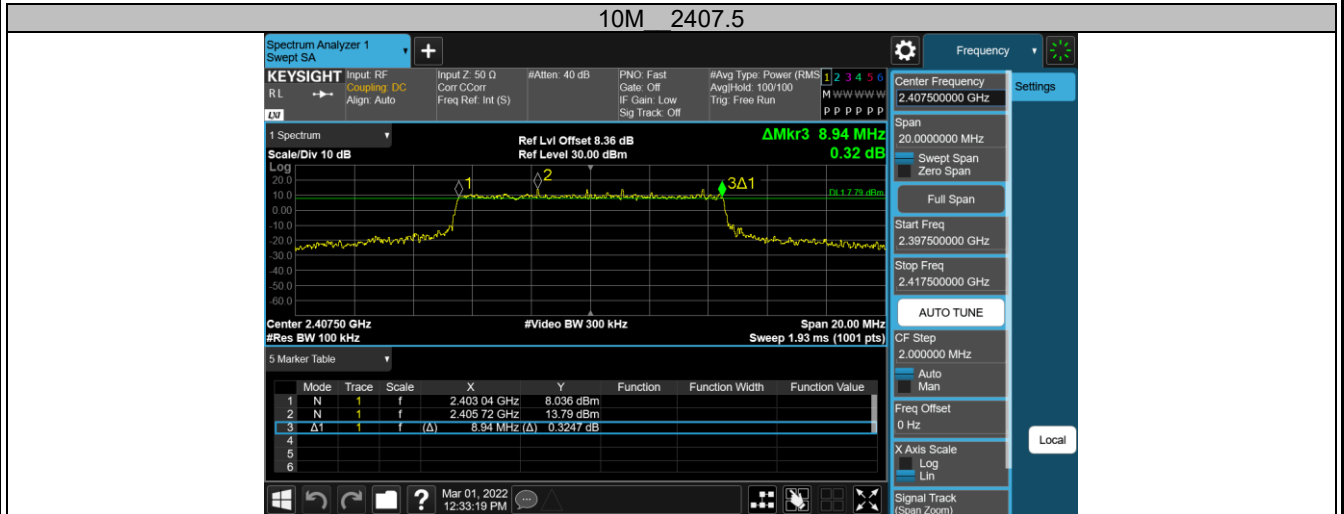 10M__2407.5
Spectrum Analyzer 1
Swept SA
+
Frequency
KEYSIGHT
RL
LXI
Input: RF
Coupling: DC
Align: Auto
Input Z: 50 Ω
Corr CCorr
Freq Ref: Int (S)
#Atten: 40 dB
PNO: Fast
Gate: Off
IF Gain: Low
Sig Track: Off
#Avg Type: Power (RMS
Avg|Hold: 100/100
Trig: Free Run
1 2 3 4 5 6
M W W W W W
P P P P P P
1 Spectrum
Scale/Div 10 dB
Ref Lvl Offset 8.36 dB
Ref Level 30.00 dBm
ΔMkr3 8.94 MHz
0.32 dB
Log
20.0
10.0
0.00
-10.0
-20.0
-30.0
-40.0
-50.0
-60.0
1
2
3Δ1
DL1 7.79 dBm
Center 2.40750 GHz
#Video BW 300 kHz
Span 20.00 MHz
#Res BW 100 kHz
Sweep 1.93 ms (1001 pts)
5 Marker Table
Mode Trace Scale X Y Function Function Width Function Value
1 N 1 f 2.403 04 GHz 8.036 dBm
2 N 1 f 2.405 72 GHz 13.79 dBm
3 Δ1 1 f (Δ) 8.94 MHz (Δ) 0.3247 dB
4
5
6
?
Mar 01, 2022
12:33:19 PM
Center Frequency
2.407500000 GHz
Settings
Span
20.0000000 MHz
Swept Span
Zero Span
Full Span
Start Freq
2.397500000 GHz
Stop Freq
2.417500000 GHz
AUTO TUNE
CF Step
2.000000 MHz
Auto
Man
Freq Offset
0 Hz
X Axis Scale
Log
Lin
Local
Signal Track
(Span Zoom)